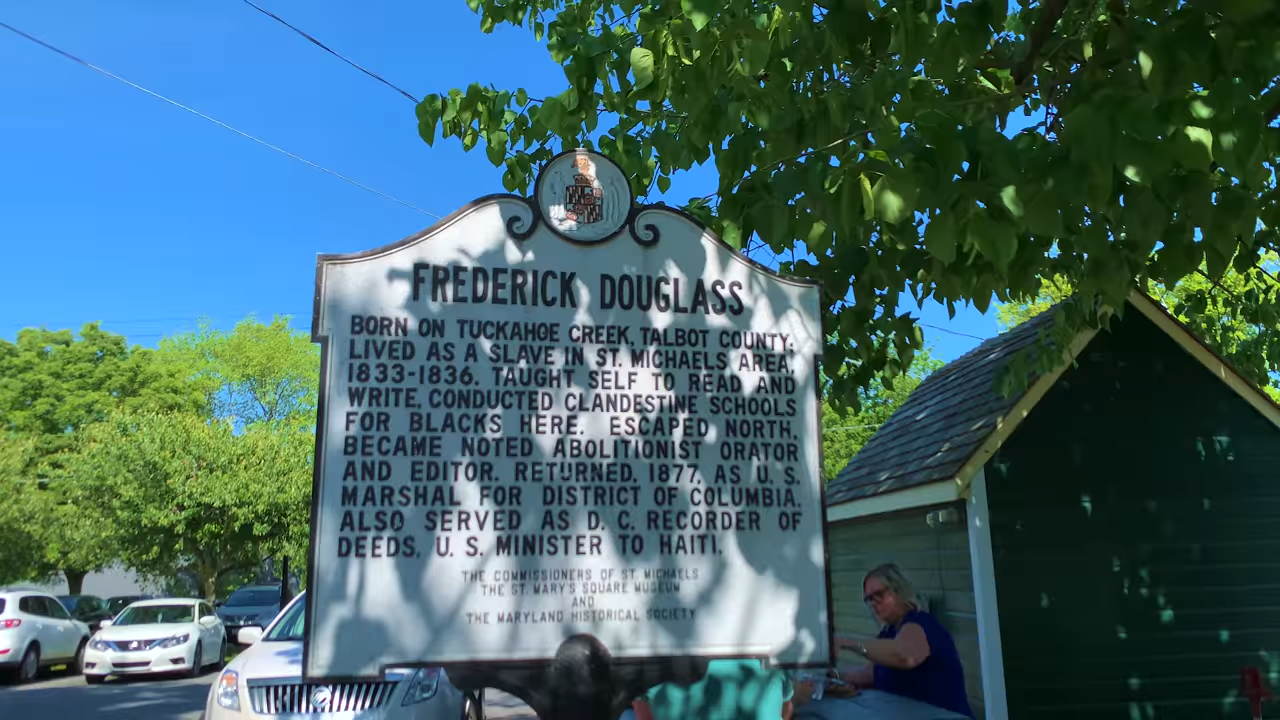 FREDERICK DOUGLASS
BORN ON TUCKAHOE CREEK, TALBOT COUNTY.
LIVED AS A SLAVE IN ST. MICHAELS AREA,
1833-1836. TAUGHT SELF TO READ AND
WRITE, CONDUCTED CLANDESTINE SCHOOLS
FOR BLACKS HERE. ESCAPED NORTH,
BECAME NOTED ABOLITIONIST ORATOR
AND EDITOR. RETURNED, 1877, AS U. S.
MARSHAL FOR DISTRICT OF COLUMBIA.
ALSO SERVED AS D. C. RECORDER OF
DEEDS, U. S. MINISTER TO HAITI.
THE COMMISSIONERS OF ST. MICHAELS
THE ST. MARY'S SQUARE MUSEUM
AND
THE MARYLAND HISTORICAL SOCIETY